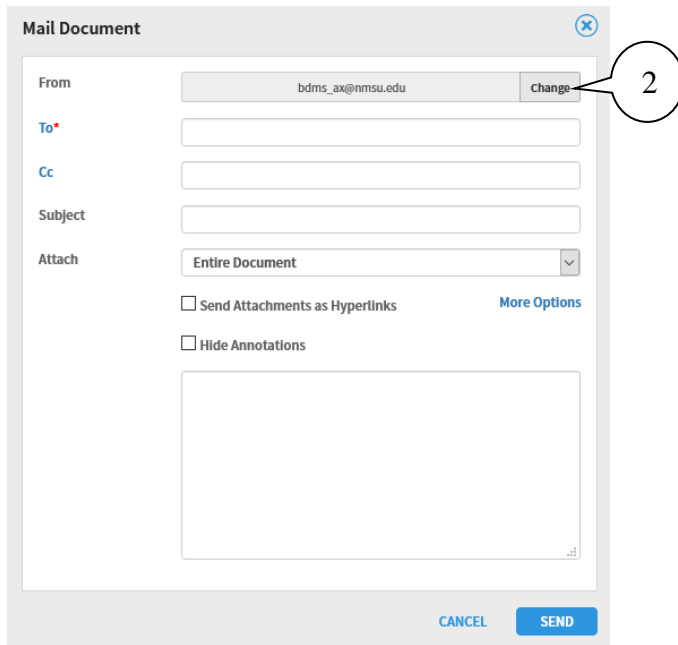 Mail Document
From bdms_ax@nmsu.edu Change 2
To*
Cc
Subject
Attach Entire Document
Send Attachments as Hyperlinks More Options
Hide Annotations
CANCEL SEND